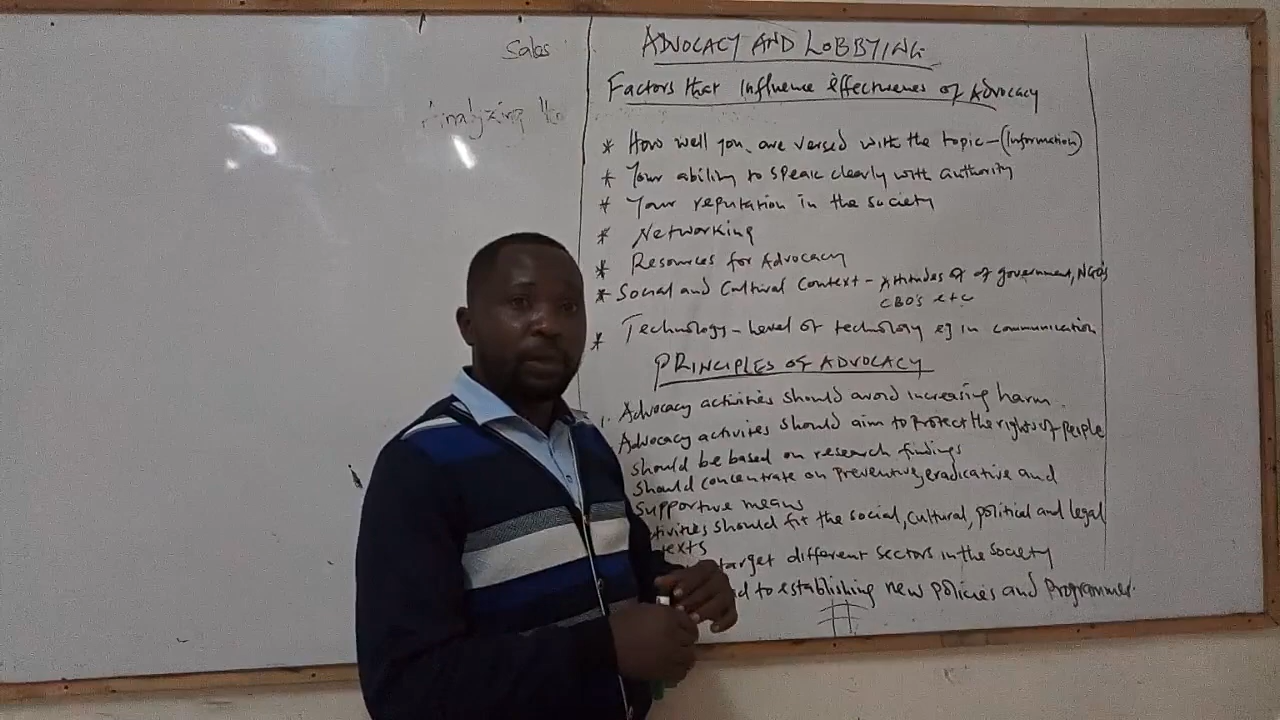 Sales
Analyzing the
ADVOCACY AND LOBBYING
Factors that Influence Effectiveness of Advocacy
* How well you are versed with the topic - (Information)
* Your ability to speak clearly with authority
* Your reputation in the society
* Networking
* Resources for Advocacy
* Social and Cultural Context - Attitudes of government, NGO's
CBO's etc
* Technology - Level of technology eg in communication
PRINCIPLES OF ADVOCACY
1. Advocacy activities should avoid increasing harm.
Advocacy activities should aim to protect the rights of people
should be based on research findings
should concentrate on preventive, eradicative and
supportive means
should fit the social, cultural, political and legal
target different sectors in the society
to establishing new policies and programmes.